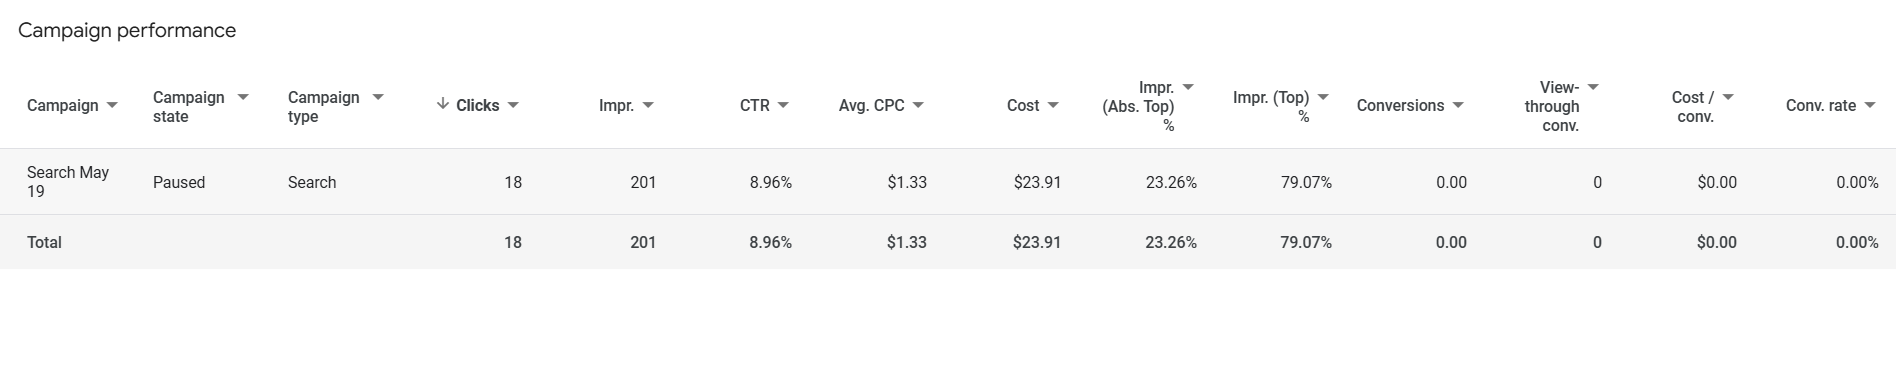 Campaign performance
Campaign Campaign state Campaign type Clicks Impr. CTR Avg. CPC Cost Impr. (Abs. Top) % Impr. (Top) % Conversions View-through conv. Cost / conv. Conv. rate
Search May 19 Paused Search 18 201 8.96% $1.33 $23.91 23.26% 79.07% 0.00 0 $0.00 0.00%
Total 18 201 8.96% $1.33 $23.91 23.26% 79.07% 0.00 0 $0.00 0.00%